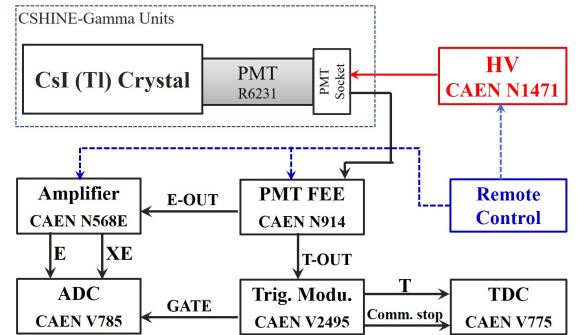 CSHINE-Gamma Units
CsI (Tl) Crystal
PMT
R6231
PMT
Socket
HV
CAEN N1471
Amplifier
CAEN N568E
E-OUT
PMT FEE
CAEN N914
Remote
Control
E
XE
T-OUT
ADC
CAEN V785
GATE
Trig. Modu.
CAEN V2495
T
Comm. stop
TDC
CAEN V775